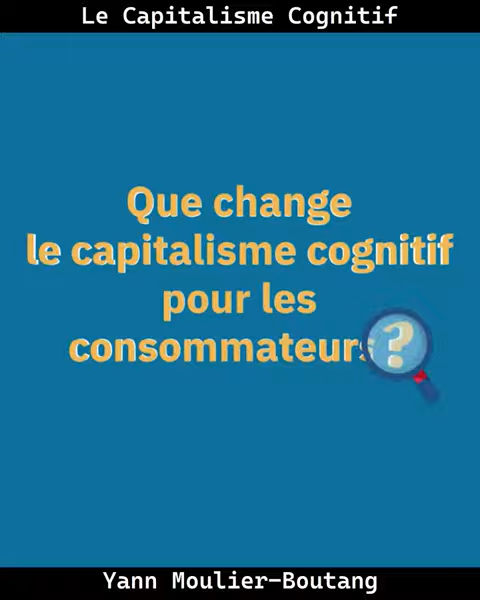 Le Capitalisme Cognitif
Que change
le capitalisme cognitif
pour les
consommateurs ?
Yann Moulier-Boutang